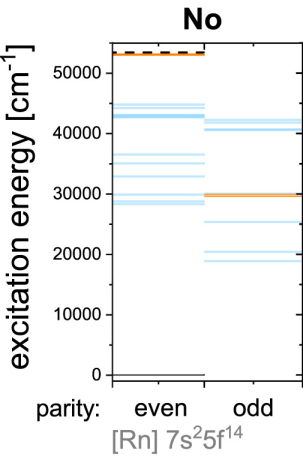 No
excitation energy [cm⁻¹]
50000
40000
30000
20000
10000
0
parity: even odd
[Rn] 7s²5f¹⁴